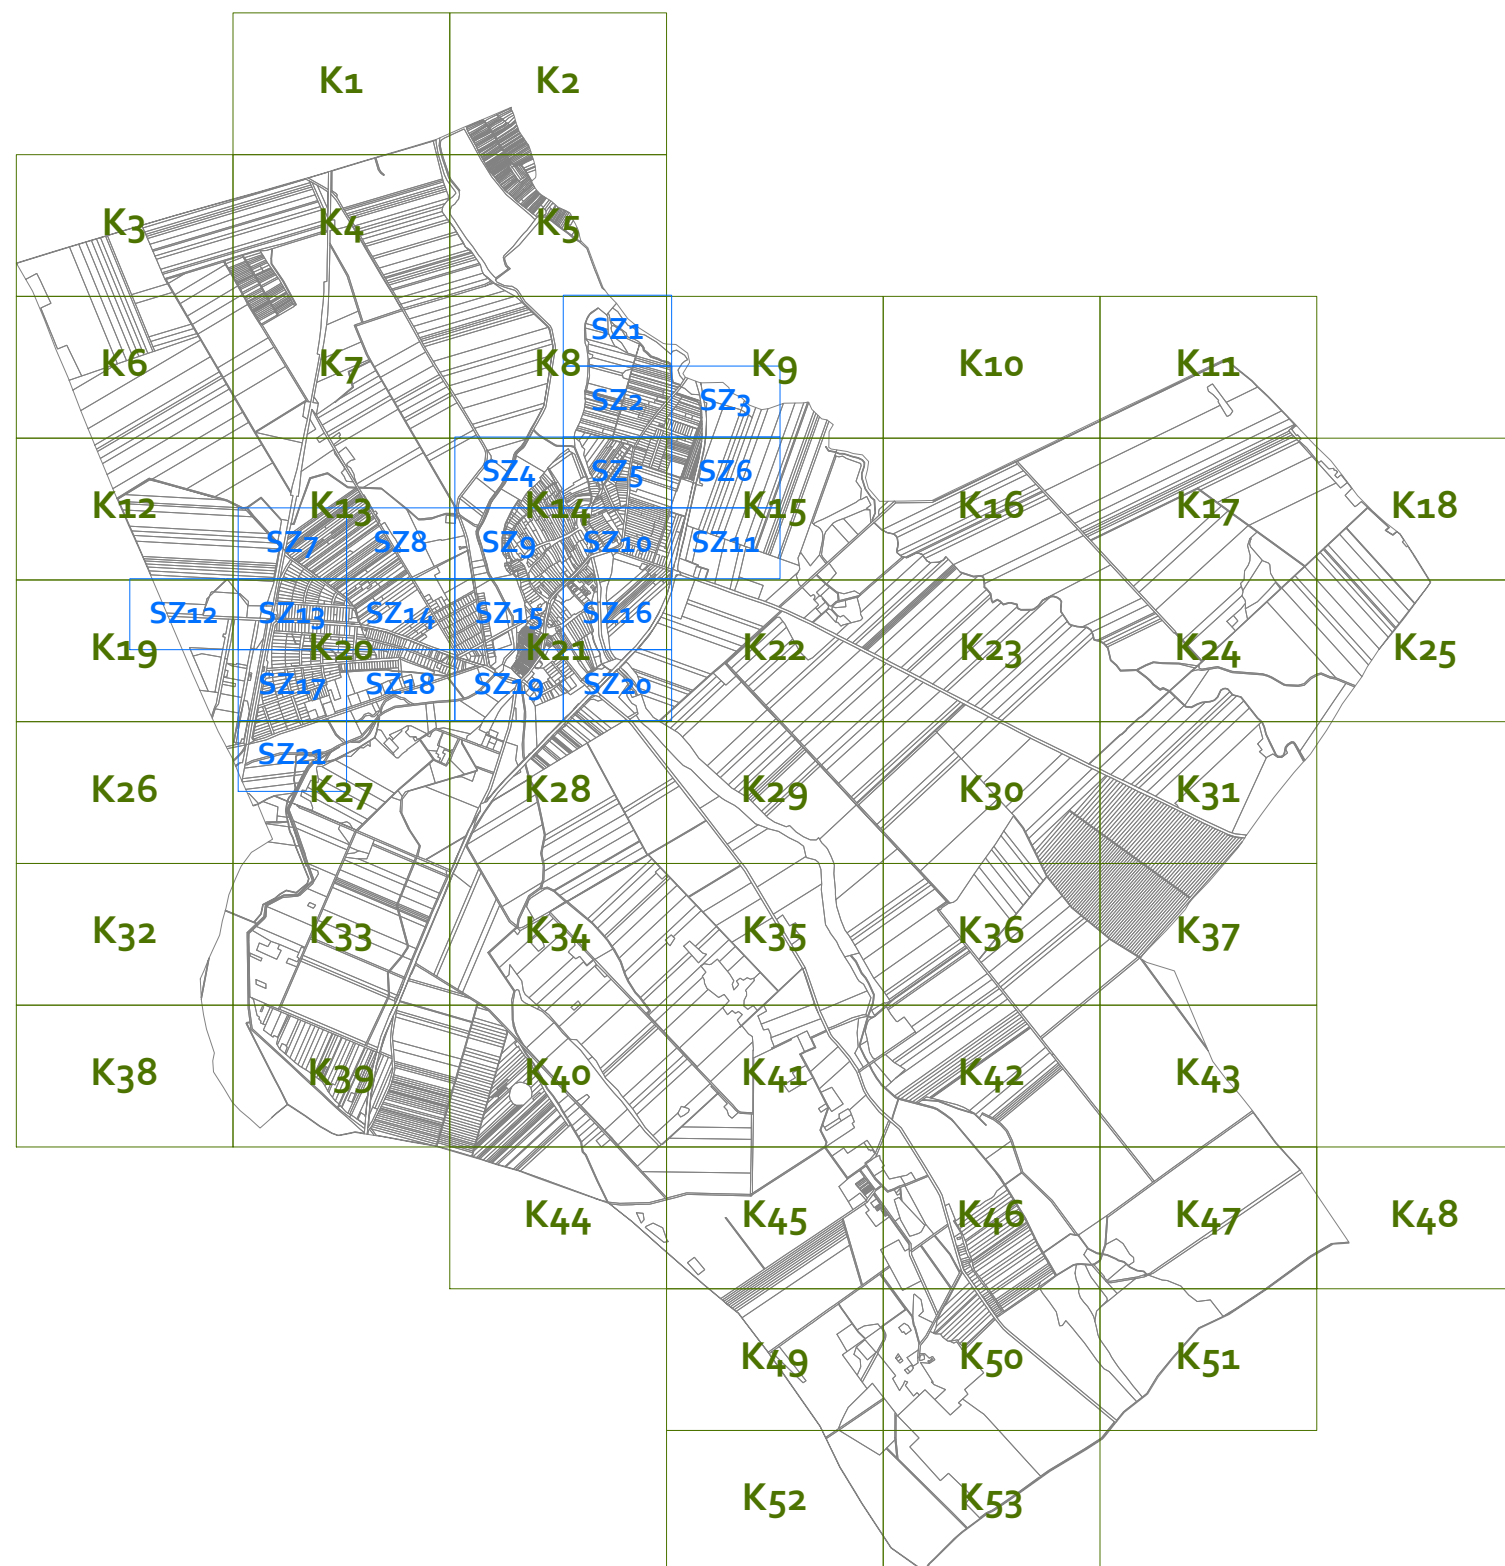 K1 K2
K3 K4 K5
SZ1
K6 K7 K8 K9 K10 K11
SZ2 SZ3
SZ4 SZ5 SZ6
K12 K13 K14 K15 K16 K17 K18
SZ7 SZ8 SZ9 SZ10 SZ11
SZ12 SZ13 SZ14 SZ15 SZ16
K19 K20 K21 K22 K23 K24 K25
SZ17 SZ18 SZ19 SZ20
SZ21
K26 K27 K28 K29 K30 K31
K32 K33 K34 K35 K36 K37
K38 K39 K40 K41 K42 K43
K44 K45 K46 K47 K48
K49 K50 K51
K52 K53